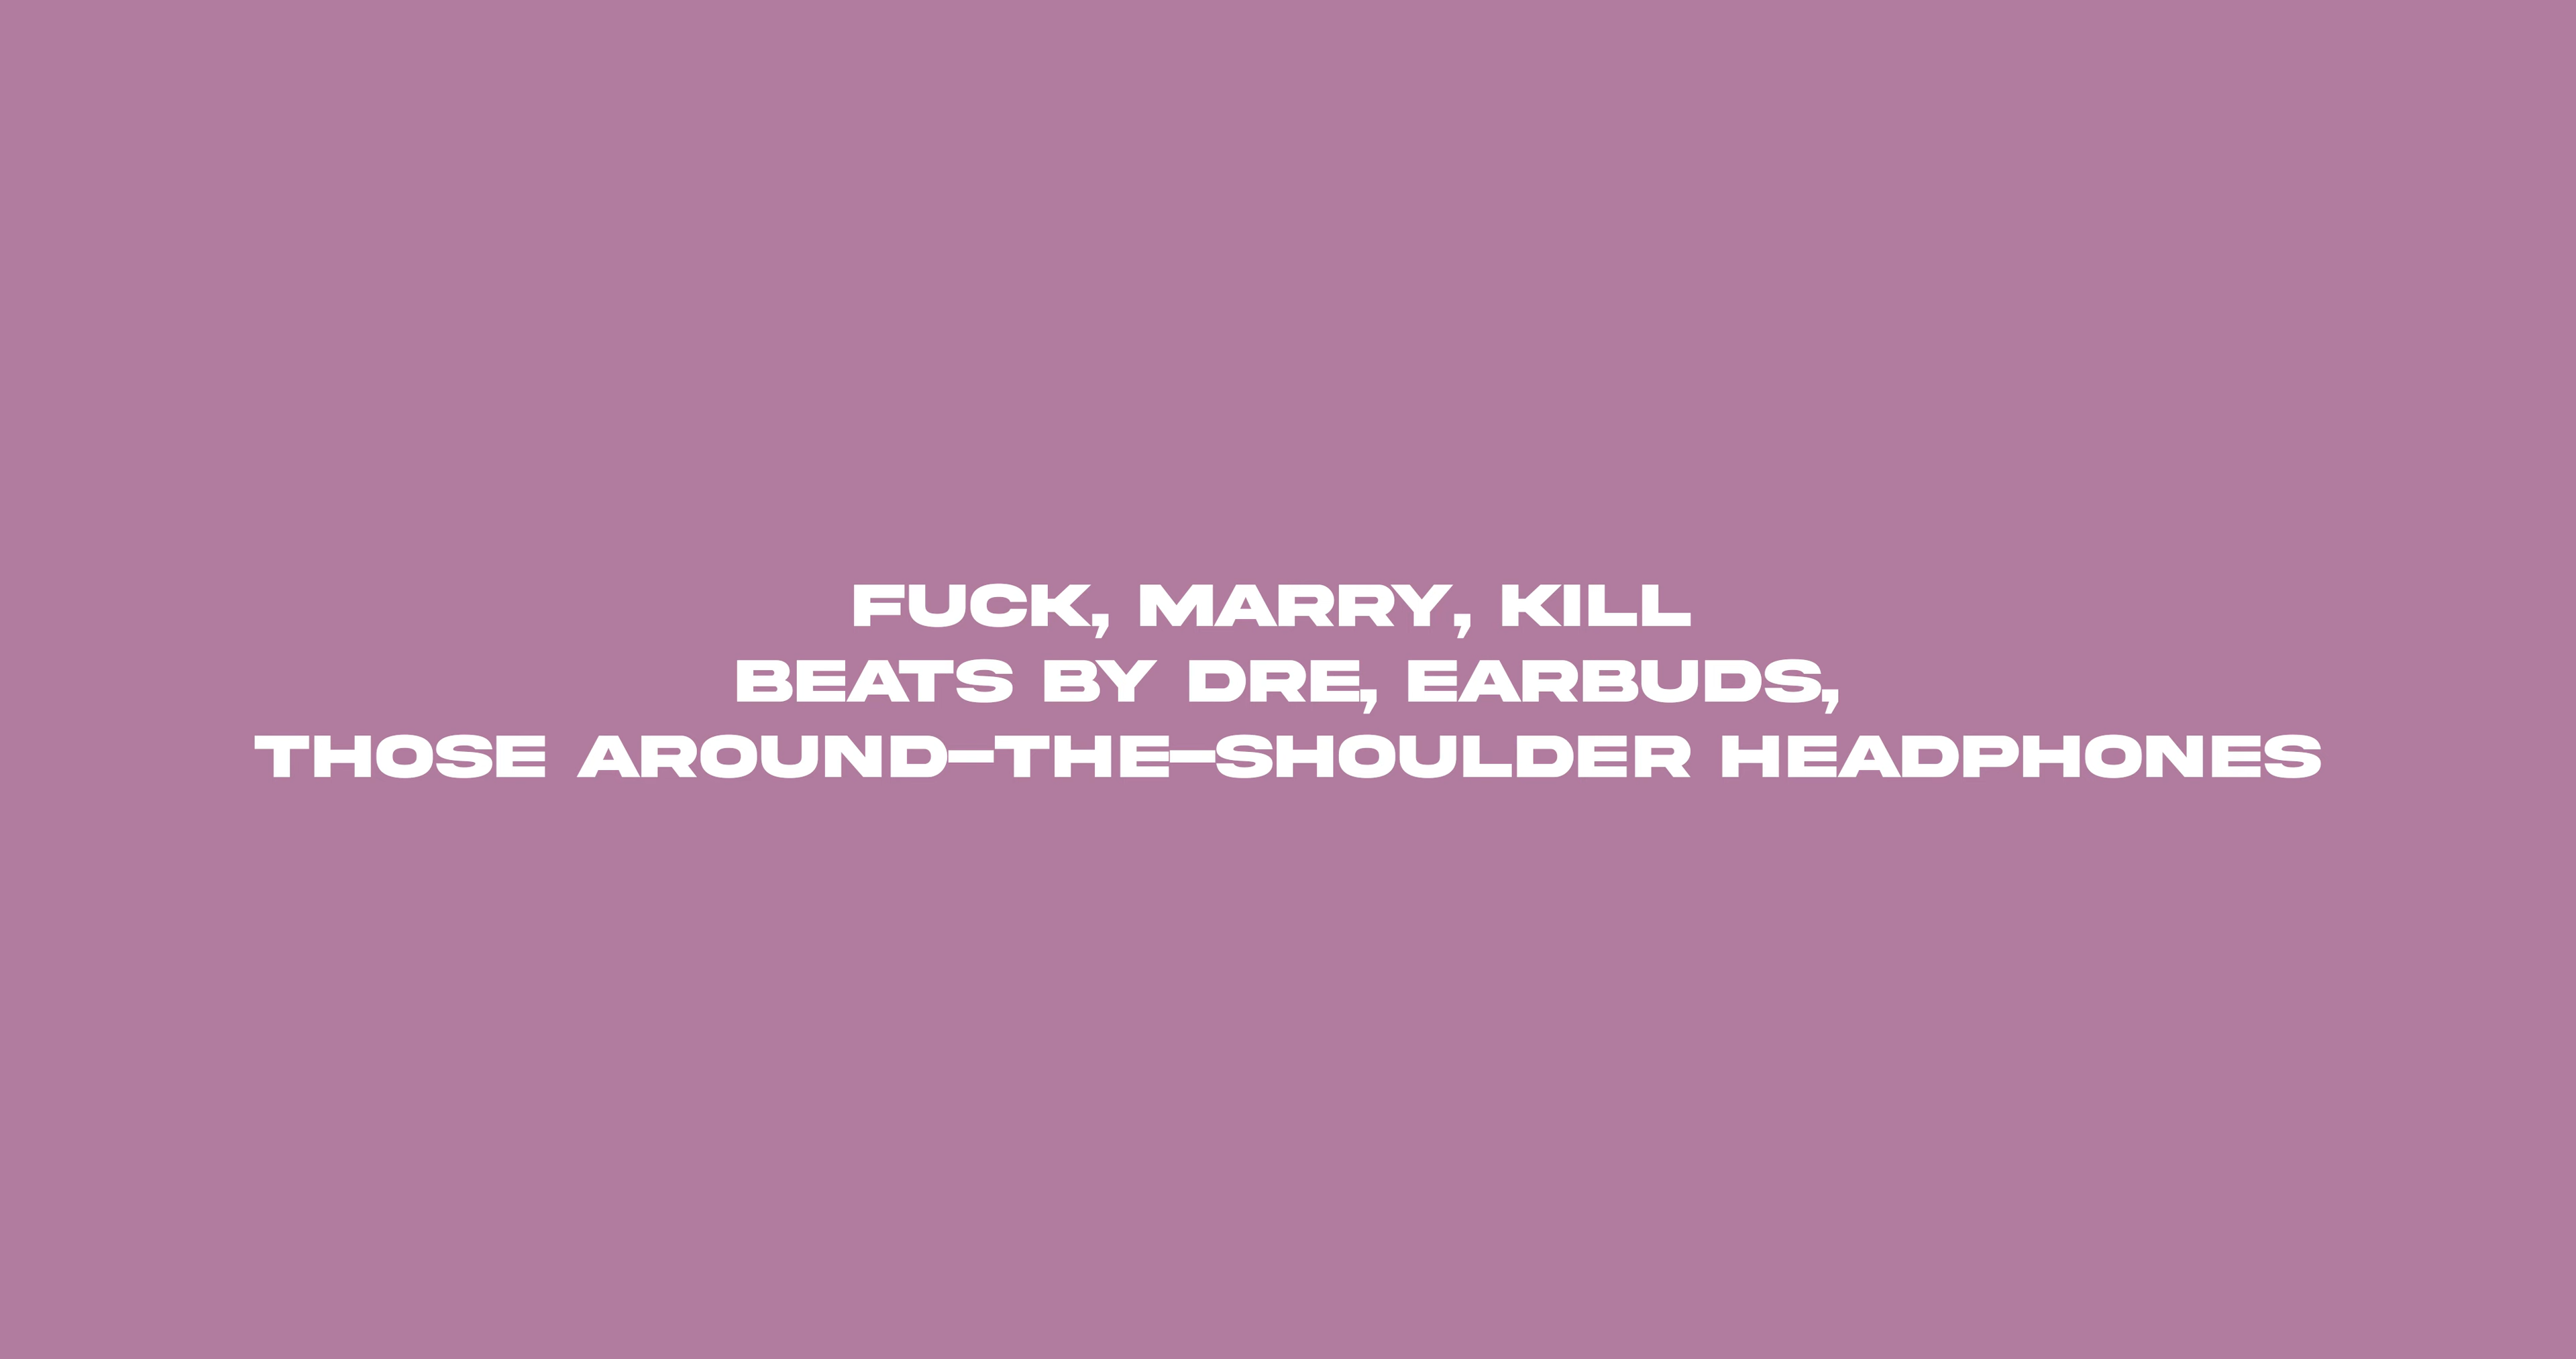 FUCK, MARRY, KILL
BEATS BY DRE, EARBUDS,
THOSE AROUND-THE-SHOULDER HEADPHONES